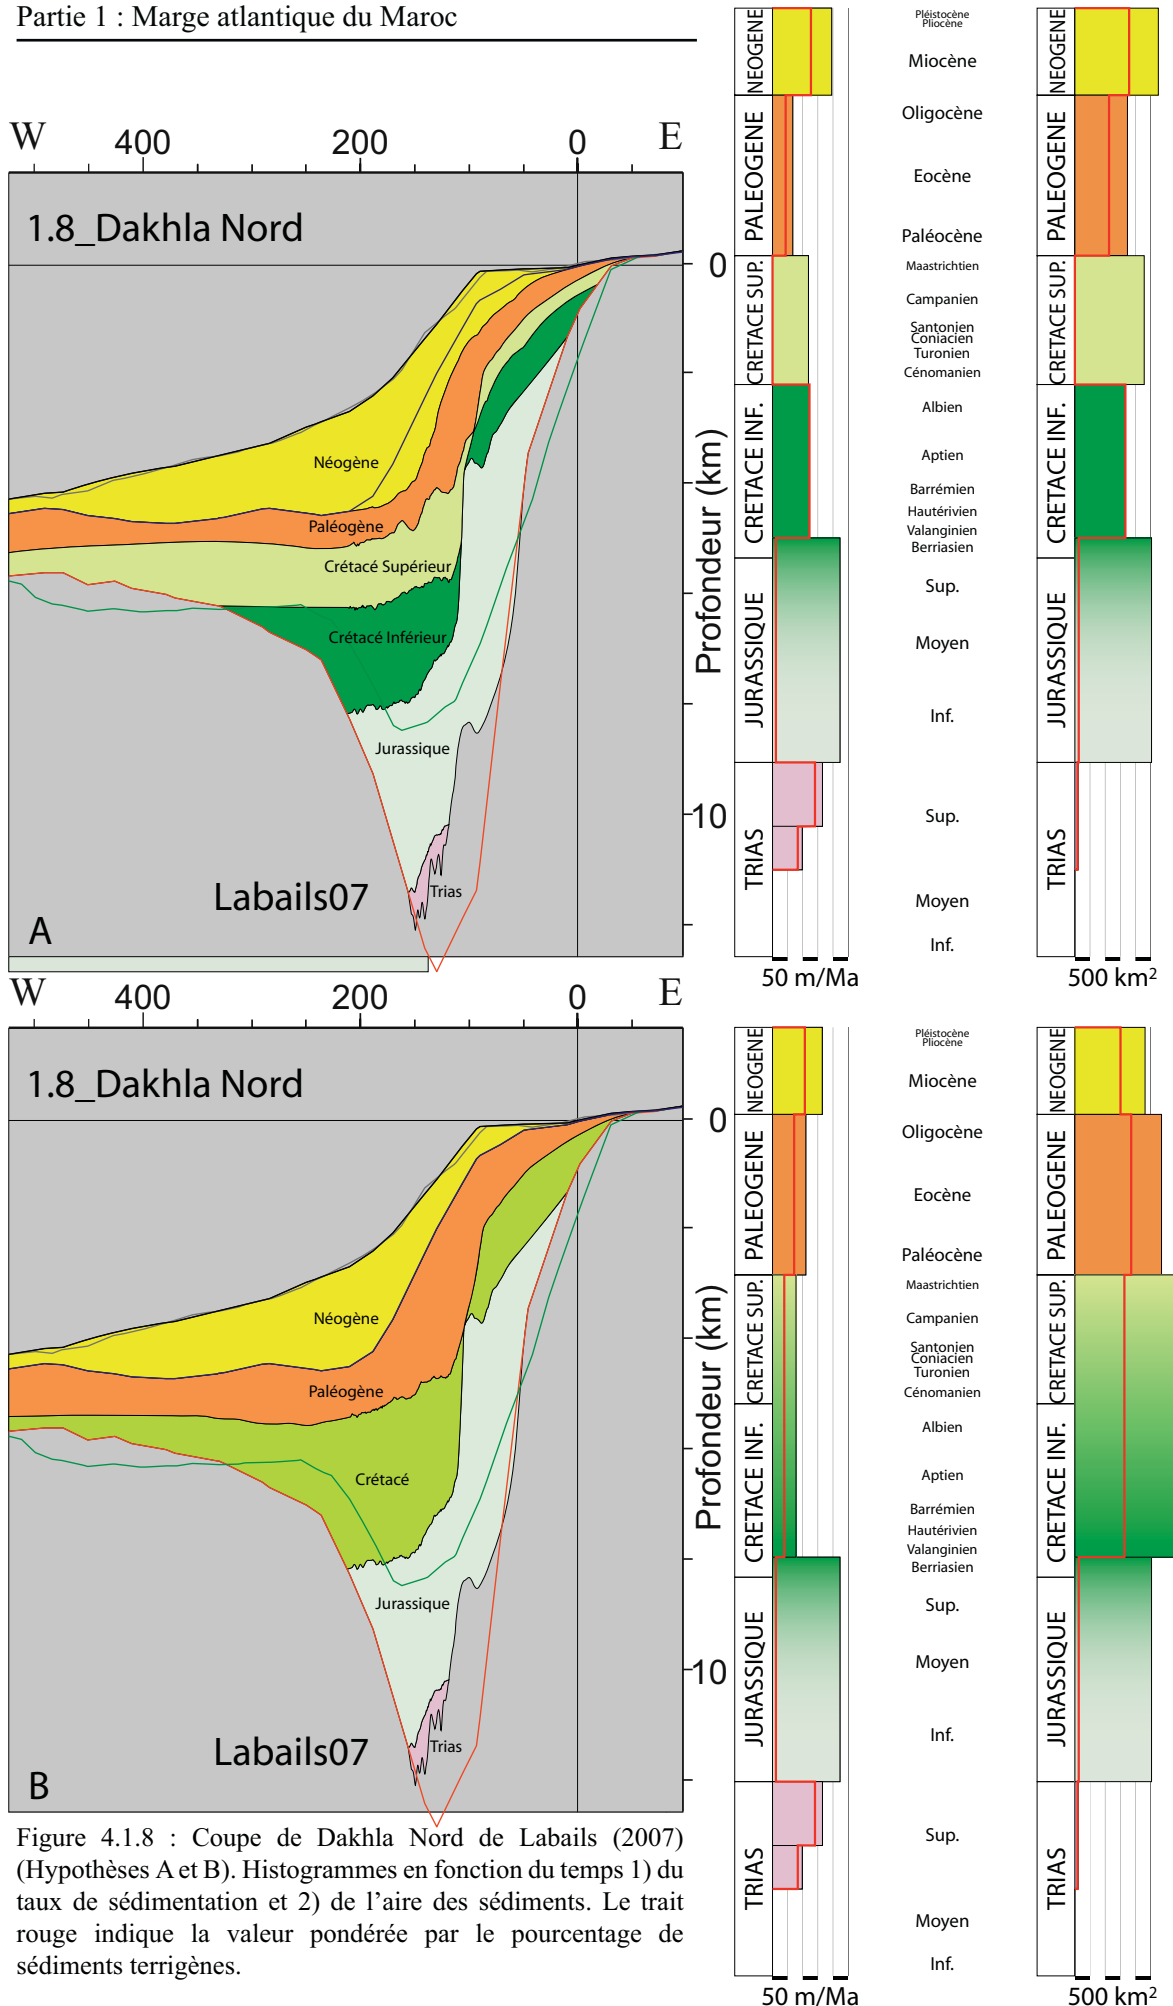 Partie 1 : Marge atlantique du Maroc
W 400 200 0 E
1.8_Dakhla Nord
0
Néogène
Paléogène
Crétacé Supérieur
Crétacé Inférieur
Jurassique
Trias
10
Profondeur (km)
Labails07
A
NEOGENE
PALEOGENE
CRETACE SUP.
CRETACE INF.
JURASSIQUE
TRIAS
50 m/Ma
Pléistocène
Pliocène
Miocène
Oligocène
Eocène
Paléocène
Maastrichtien
Campanien
Santonien
Coniacien
Turonien
Cénomanien
Albien
Aptien
Barrémien
Hautérivien
Valanginien
Berriasien
Sup.
Moyen
Inf.
Sup.
Moyen
Inf.
NEOGENE
PALEOGENE
CRETACE SUP.
CRETACE INF.
JURASSIQUE
TRIAS
500 km²
W 400 200 0 E
1.8_Dakhla Nord
0
Néogène
Paléogène
Crétacé
Jurassique
Trias
10
Profondeur (km)
Labails07
B
NEOGENE
PALEOGENE
CRETACE SUP.
CRETACE INF.
JURASSIQUE
TRIAS
50 m/Ma
Pléistocène
Pliocène
Miocène
Oligocène
Eocène
Paléocène
Maastrichtien
Campanien
Santonien
Coniacien
Turonien
Cénomanien
Albien
Aptien
Barrémien
Hautérivien
Valanginien
Berriasien
Sup.
Moyen
Inf.
Sup.
Moyen
Inf.
NEOGENE
PALEOGENE
CRETACE SUP.
CRETACE INF.
JURASSIQUE
TRIAS
500 km²
Figure 4.1.8 : Coupe de Dakhla Nord de Labails (2007)
(Hypothèses A et B). Histogrammes en fonction du temps 1) du
taux de sédimentation et 2) de l'aire des sédiments. Le trait
rouge indique la valeur pondérée par le pourcentage de
sédiments terrigènes.